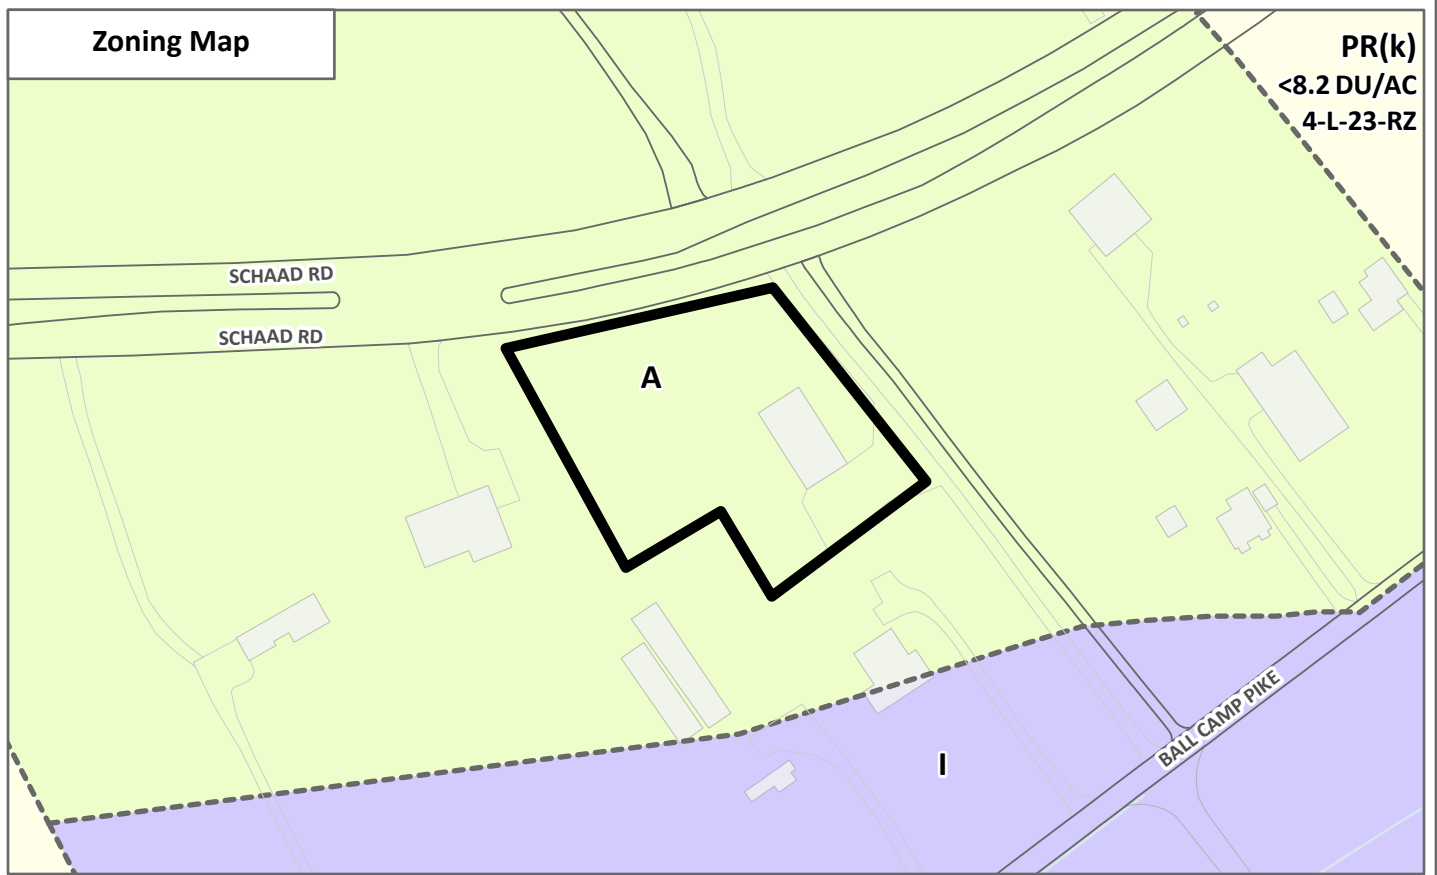 Zoning Map
PR(k)
<8.2 DU/AC
4-L-23-RZ
SCHAAD RD
SCHAAD RD
A
BALL CAMP PIKE
I